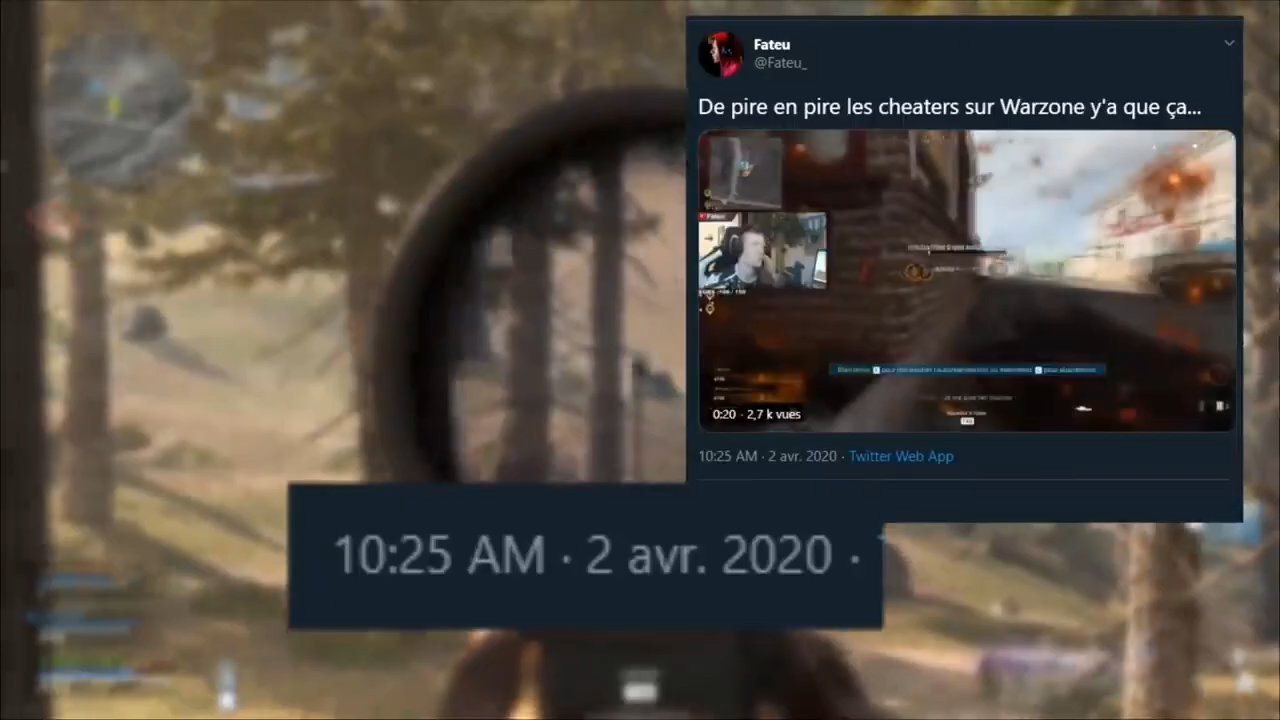 Fateu
@Fateu_
De pire en pire les cheaters sur Warzone y'a que ça...
Fateu
0:20 · 2,7 k vues
10:25 AM · 2 avr. 2020 · Twitter Web App
10:25 AM · 2 avr. 2020 ·